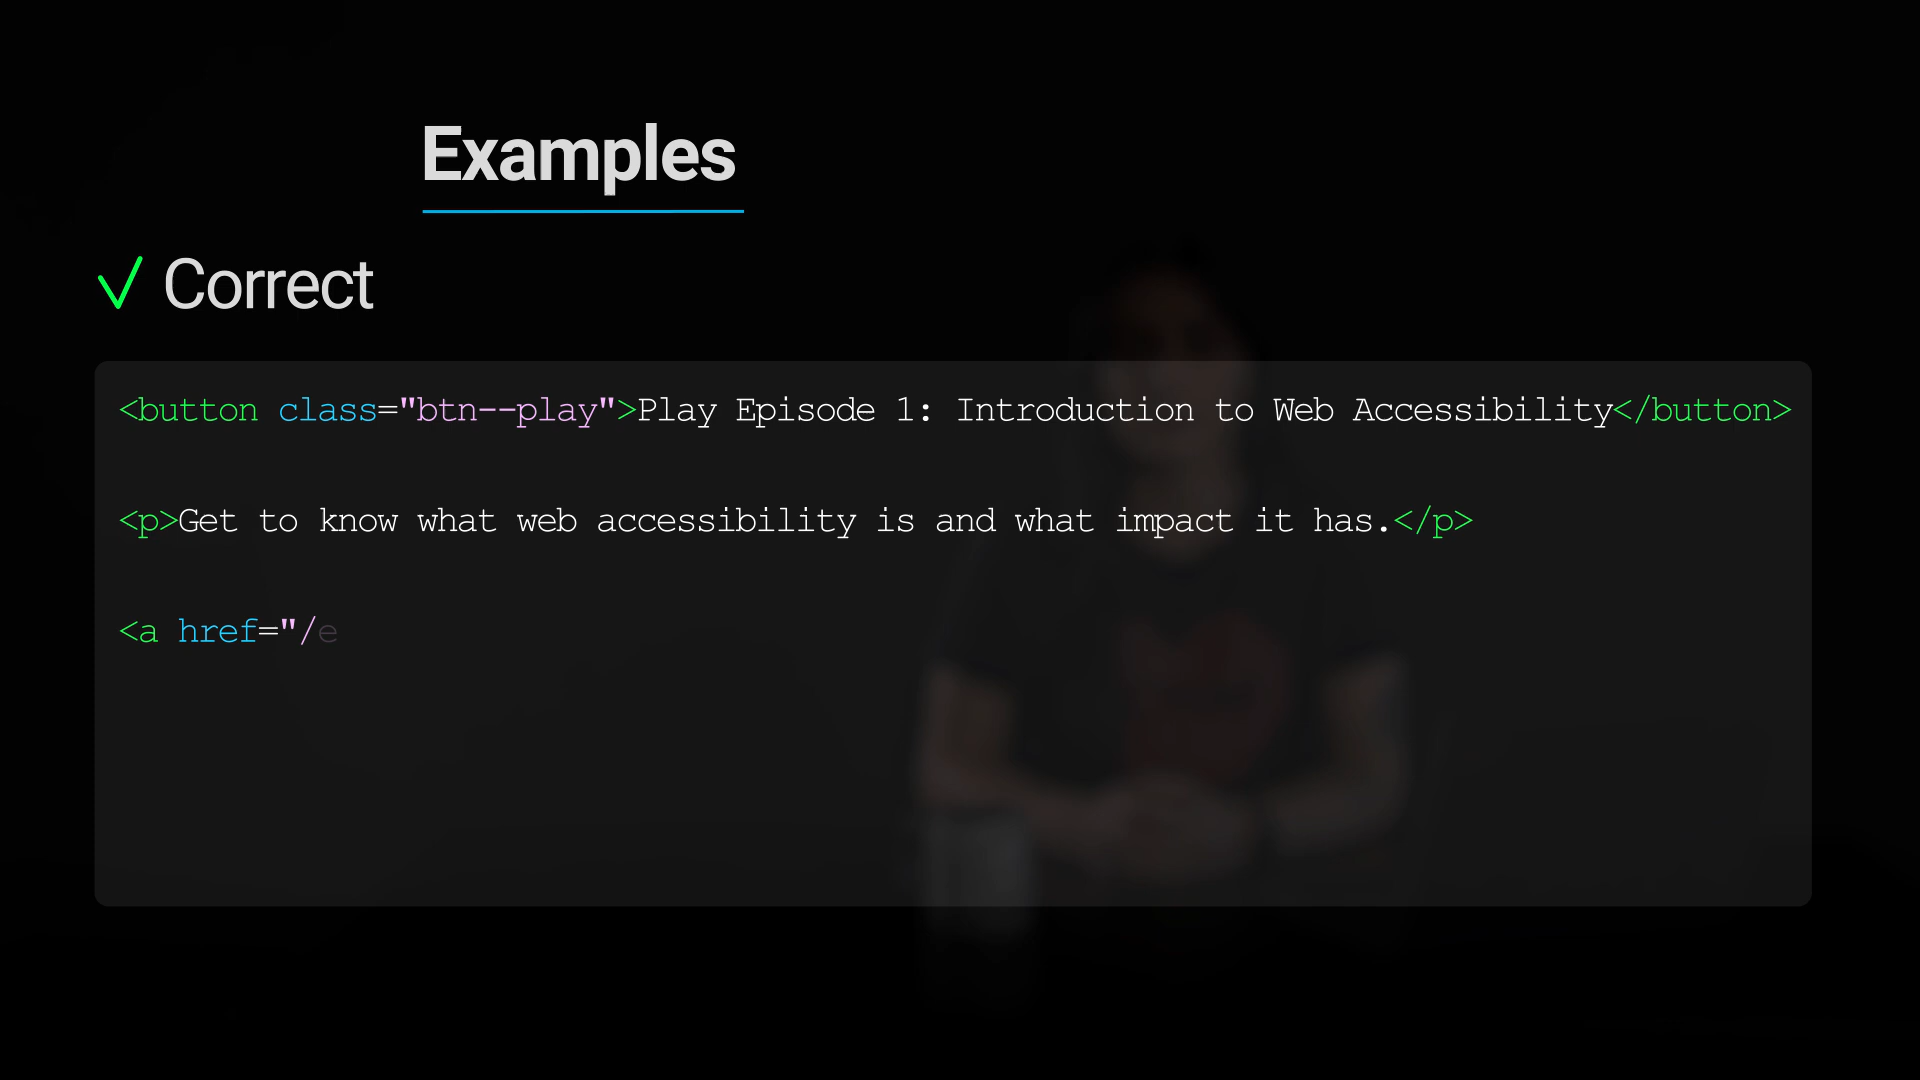 Examples
✓ Correct
<button class="btn--play">Play Episode 1: Introduction to Web Accessibility</button>
<p>Get to know what web accessibility is and what impact it has.</p>
<a href="/e